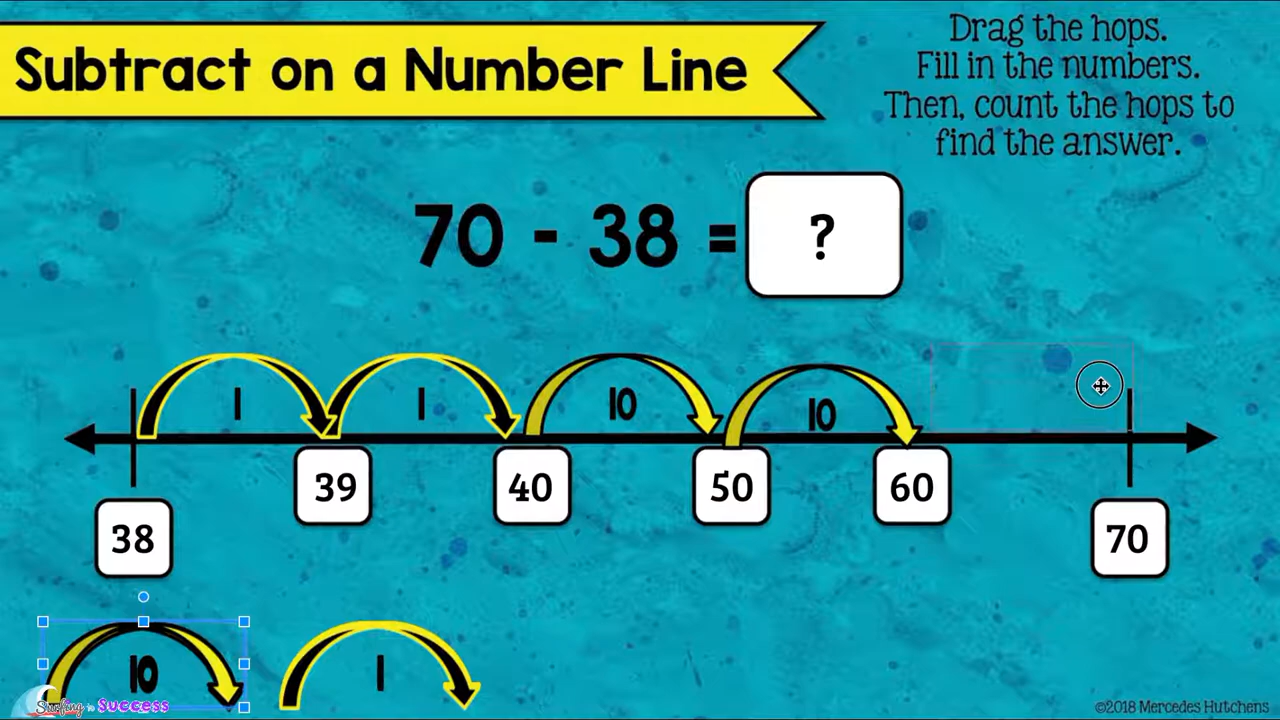 Subtract on a Number Line
Drag the hops.
Fill in the numbers.
Then, count the hops to
find the answer.
70 - 38 = ?
1 1 10 10
39 40 50 60
38 70
10 1
Surfing to Success
©2018 Mercedes Hutchens